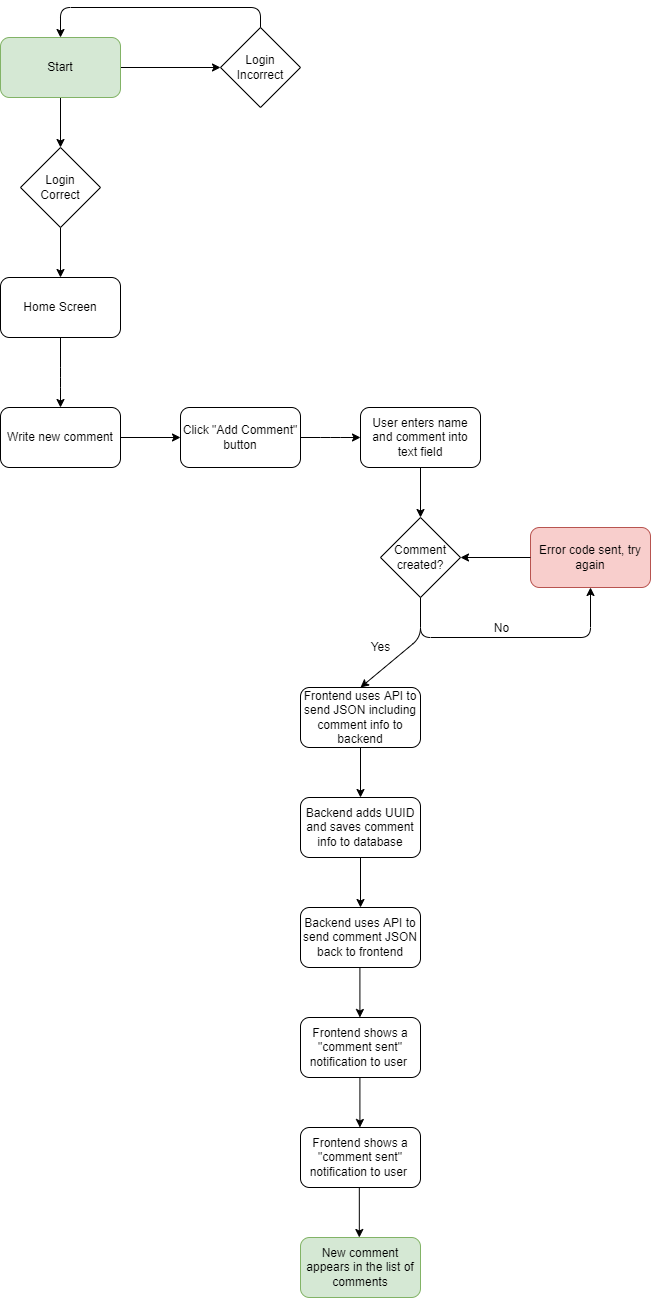 Start
Login
Incorrect
Login
Correct
Home Screen
Write new comment
Click "Add Comment"
button
User enters name
and comment into
text field
Comment
created?
Error code sent, try
again
No
Yes
Frontend uses API to
send JSON including
comment info to
backend
Backend adds UUID
and saves comment
info to database
Backend uses API to
send comment JSON
back to frontend
Frontend shows a
"comment sent"
notification to user
Frontend shows a
"comment sent"
notification to user
New comment
appears in the list of
comments